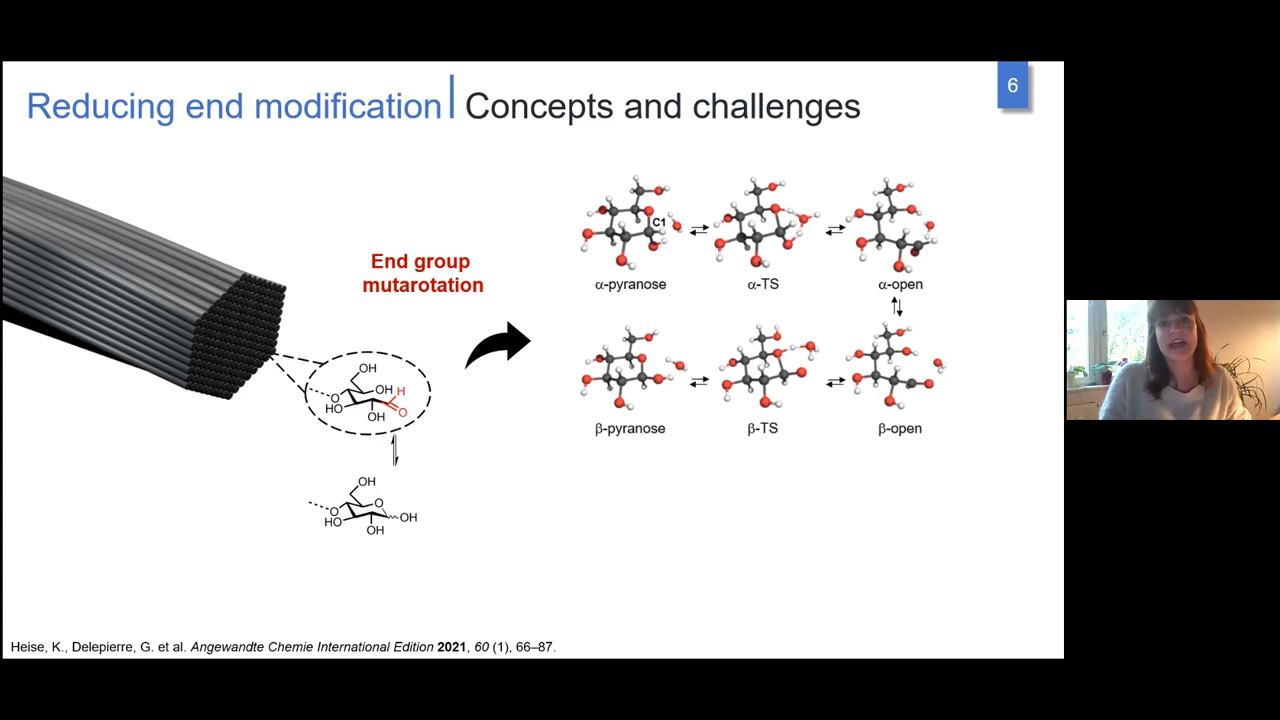 Reducing end modification
Concepts and challenges
6
End group
mutarotation
C1
α-pyranose
α-TS
α-open
β-pyranose
β-TS
β-open
OH
O
OH
H
HO
OH
O
OH
O
O
HO
OH
OH
Heise, K., Delepierre, G. et al. Angewandte Chemie International Edition 2021, 60 (1), 66–87.